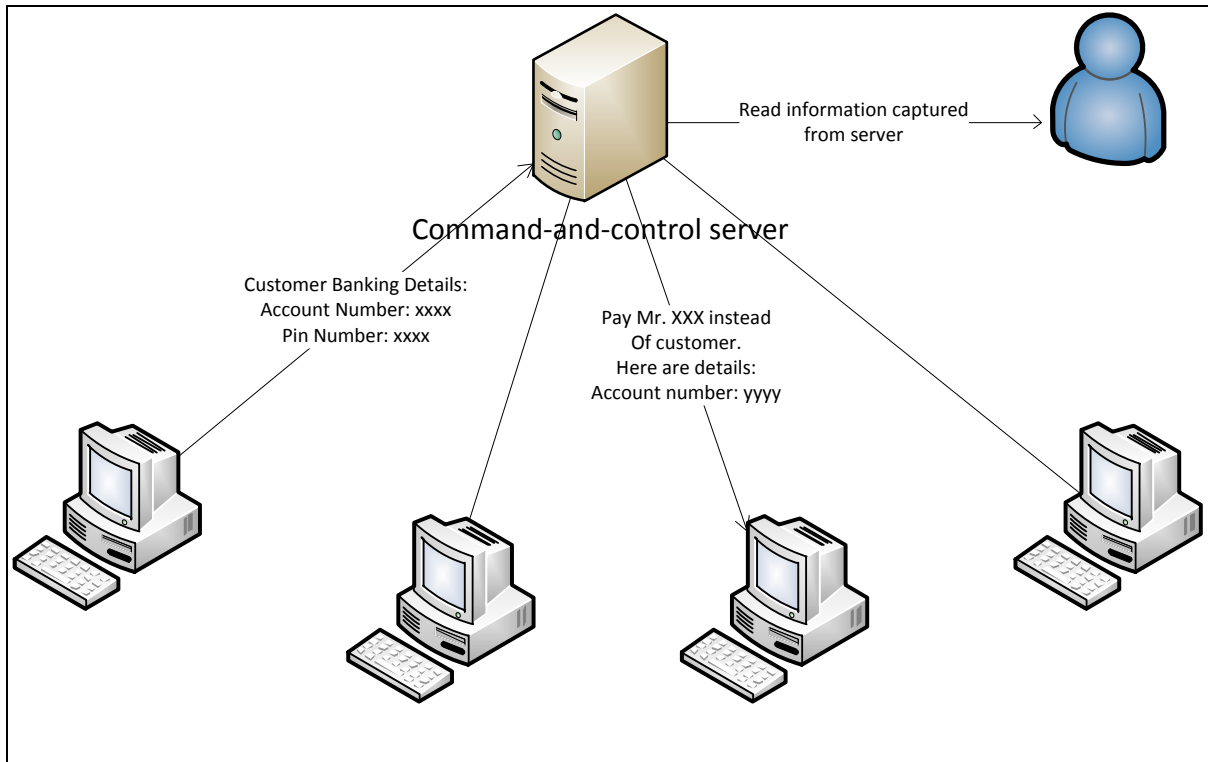 Read information captured
from server
Command-and-control server
Customer Banking Details:
Account Number: xxxx
Pin Number: xxxx
Pay Mr. XXX instead
Of customer.
Here are details:
Account number: yyyy